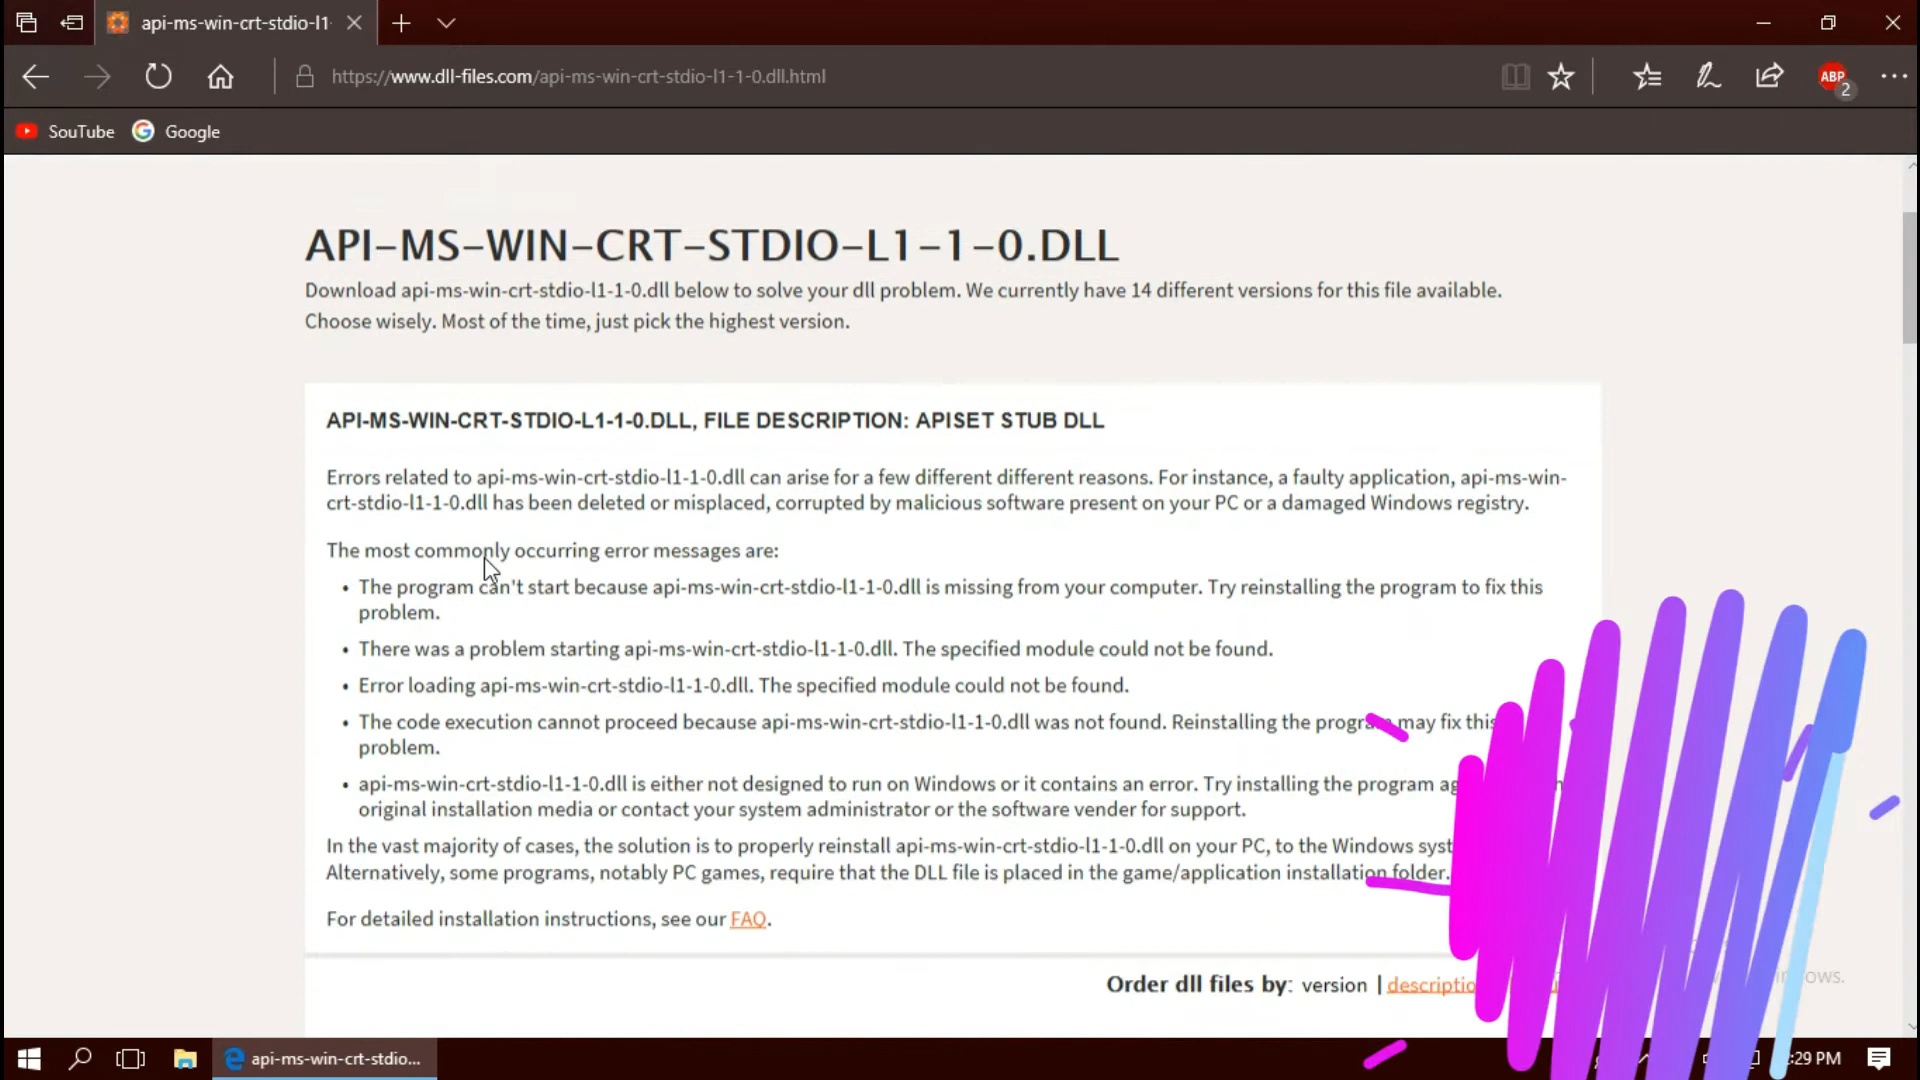 api-ms-win-crt-stdio-l1-
https://www.dll-files.com/api-ms-win-crt-stdio-l1-1-0.dll.html
ABP
2
SouTube
Google
API-MS-WIN-CRT-STDIO-L1-1-0.DLL
Download api-ms-win-crt-stdio-l1-1-0.dll below to solve your dll problem. We currently have 14 different versions for this file available.
Choose wisely. Most of the time, just pick the highest version.
API-MS-WIN-CRT-STDIO-L1-1-0.DLL, FILE DESCRIPTION: APISET STUB DLL
Errors related to api-ms-win-crt-stdio-l1-1-0.dll can arise for a few different different reasons. For instance, a faulty application, api-ms-win-
crt-stdio-l1-1-0.dll has been deleted or misplaced, corrupted by malicious software present on your PC or a damaged Windows registry.
The most commonly occurring error messages are:
• The program can't start because api-ms-win-crt-stdio-l1-1-0.dll is missing from your computer. Try reinstalling the program to fix this
problem.
• There was a problem starting api-ms-win-crt-stdio-l1-1-0.dll. The specified module could not be found.
• Error loading api-ms-win-crt-stdio-l1-1-0.dll. The specified module could not be found.
• The code execution cannot proceed because api-ms-win-crt-stdio-l1-1-0.dll was not found. Reinstalling the program may fix this
problem.
• api-ms-win-crt-stdio-l1-1-0.dll is either not designed to run on Windows or it contains an error. Try installing the program
original installation media or contact your system administrator or the software vender for support.
In the vast majority of cases, the solution is to properly reinstall api-ms-win-crt-stdio-l1-1-0.dll on your PC, to the Windows
Alternatively, some programs, notably PC games, require that the DLL file is placed in the game/application installation folder.
For detailed installation instructions, see our FAQ.
Order dll files by: version |
api-ms-win-crt-stdio...
:29 PM